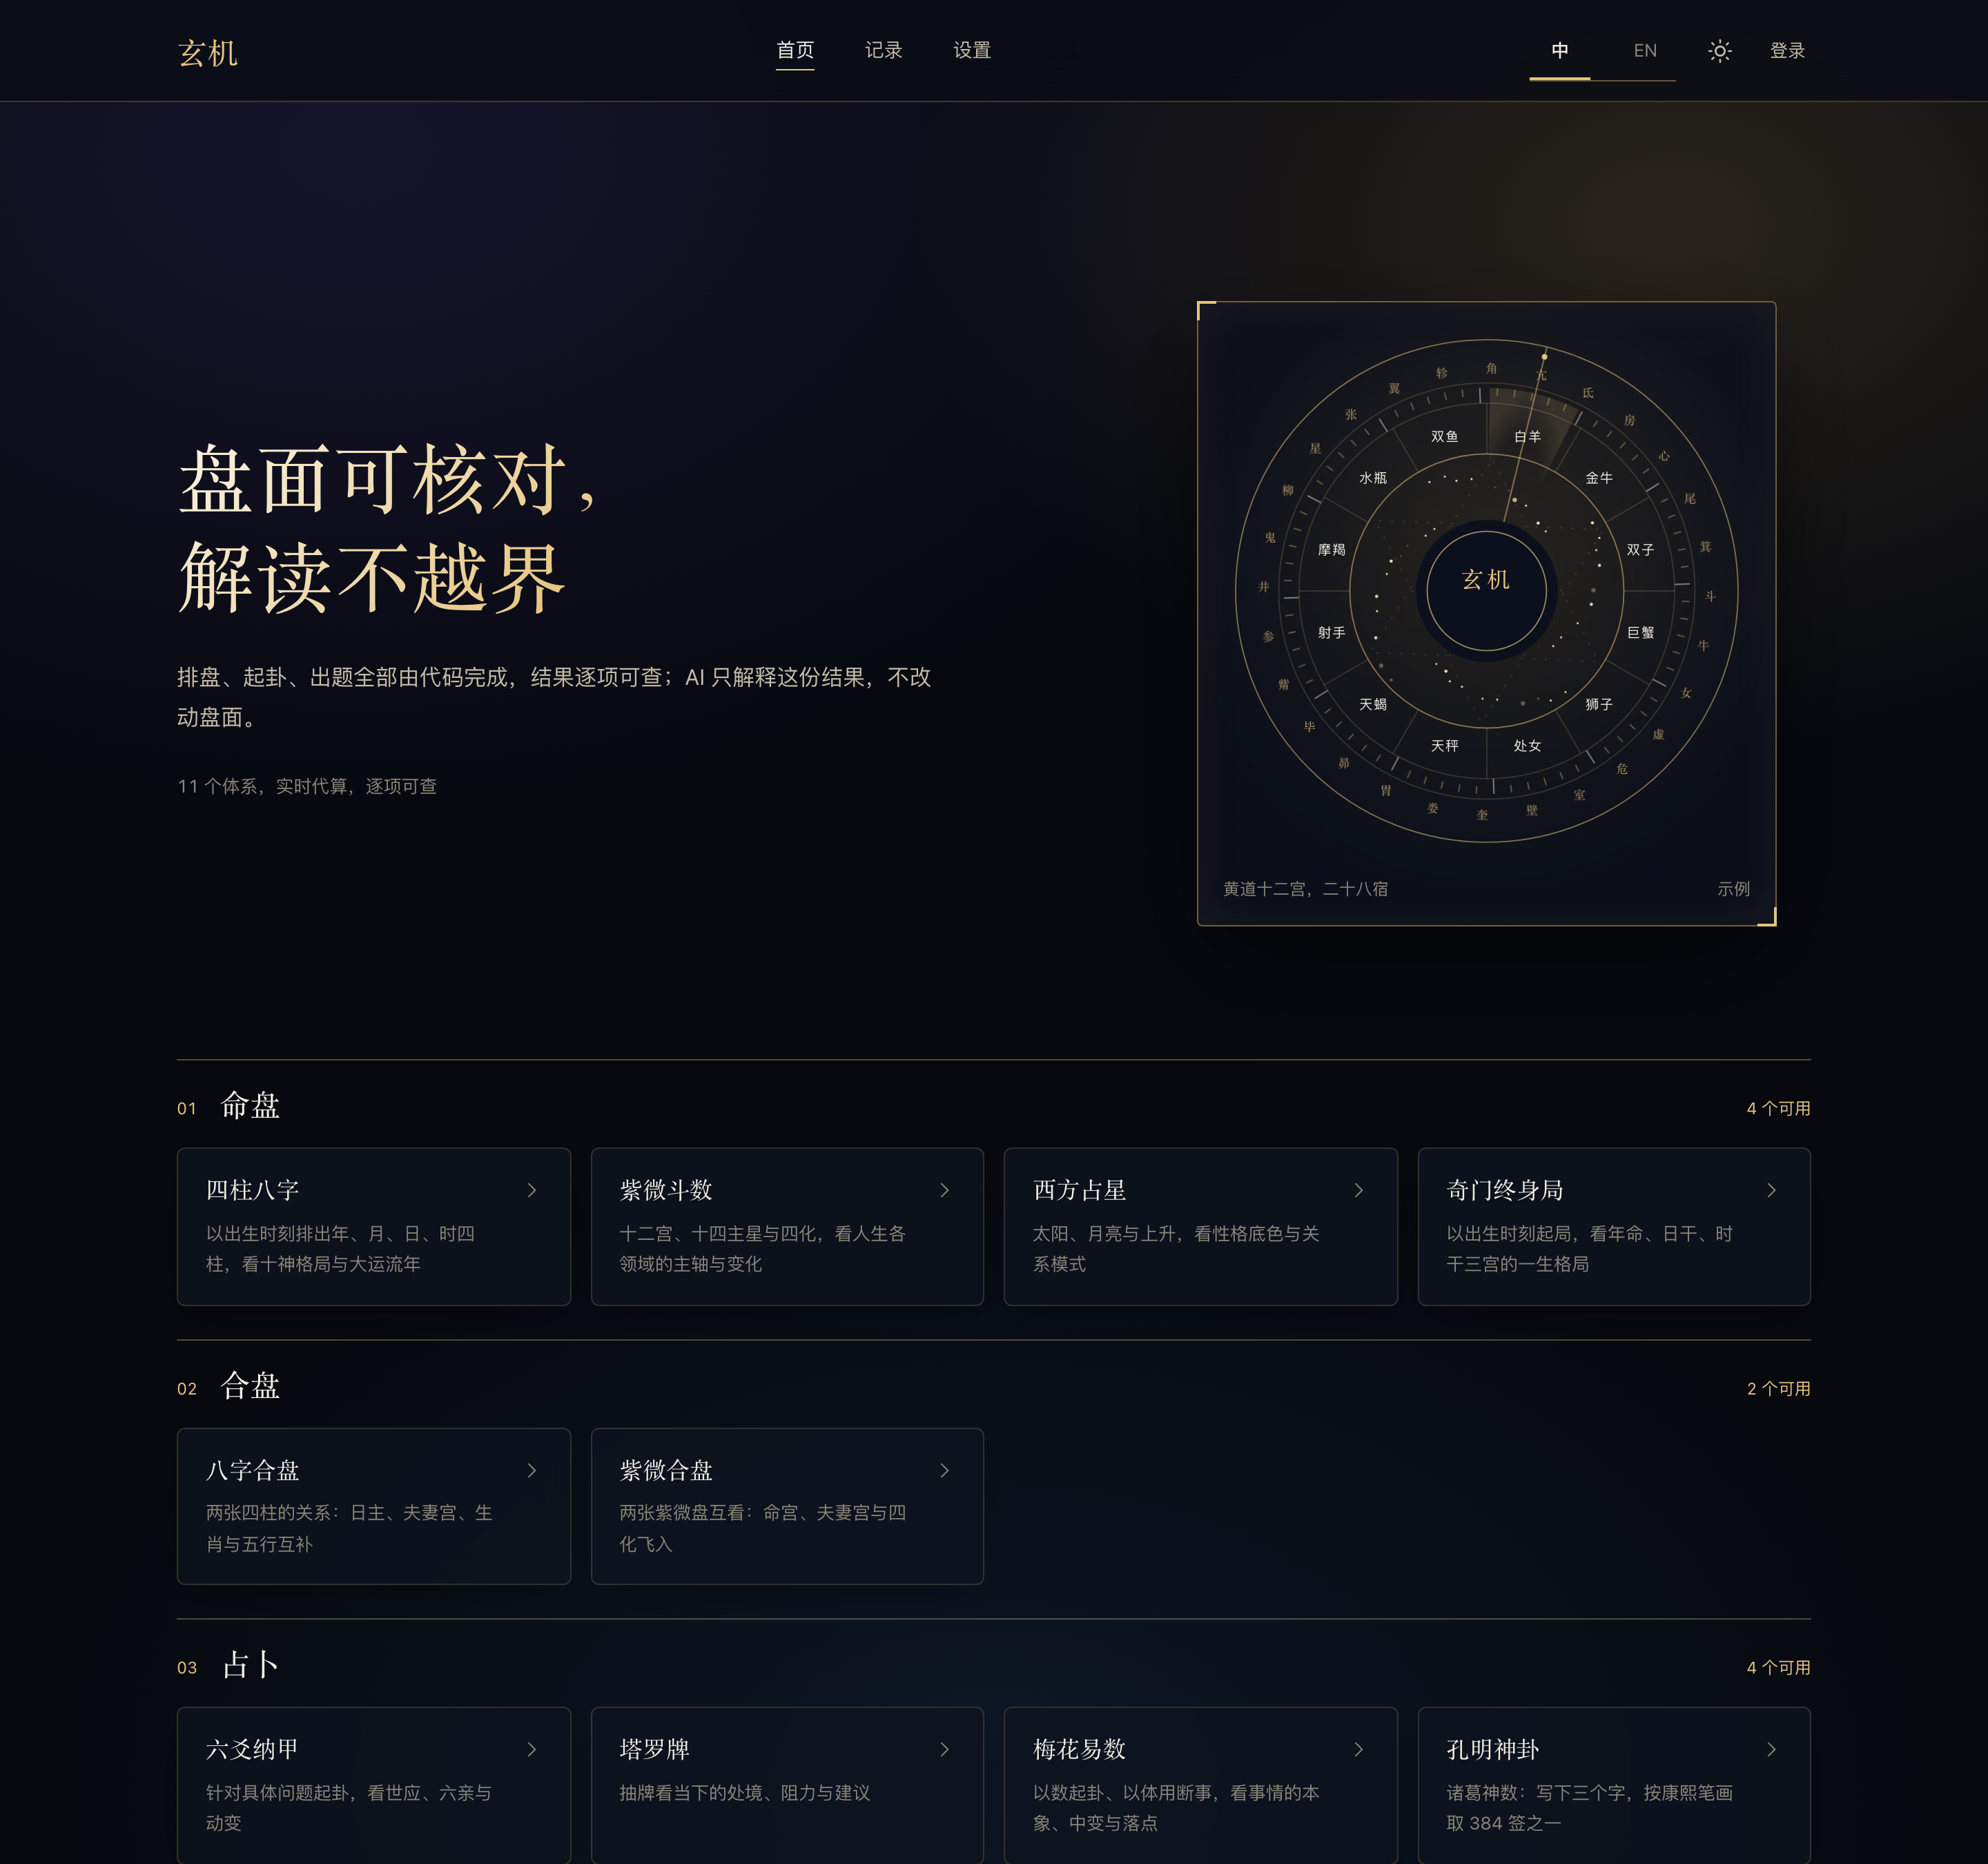 玄机
首页
记录
设置
中
EN
登录
盘面可核对，
解读不越界
排盘、起卦、出题全部由代码完成，结果逐项可查；AI 只解释这份结果，不改
动盘面。
11 个体系，实时代算，逐项可查
角
亢
氐
房
心
尾
箕
斗
牛
女
虚
危
室
壁
奎
娄
胃
昴
毕
觜
参
井
鬼
柳
星
张
翼
轸
白羊
金牛
双子
巨蟹
狮子
处女
天秤
天蝎
射手
摩羯
水瓶
双鱼
玄机
黄道十二宫，二十八宿
示例
01 命盘
4 个可用
四柱八字
以出生时刻排出年、月、日、时四
柱，看十神格局与大运流年
紫微斗数
十二宫、十四主星与四化，看人生各
领域的主轴与变化
西方占星
太阳、月亮与上升，看性格底色与关
系模式
奇门终身局
以出生时刻起局，看年命、日干、时
干三宫的一生格局
02 合盘
2 个可用
八字合盘
两张四柱的关系：日主、夫妻宫、生
肖与五行互补
紫微合盘
两张紫微盘互看：命宫、夫妻宫与四
化飞入
03 占卜
4 个可用
六爻纳甲
针对具体问题起卦，看世应、六亲与
动变
塔罗牌
抽牌看当下的处境、阻力与建议
梅花易数
以数起卦、以体用断事，看事情的本
象、中变与落点
孔明神卦
诸葛神数：写下三个字，按康熙笔画
取 384 签之一